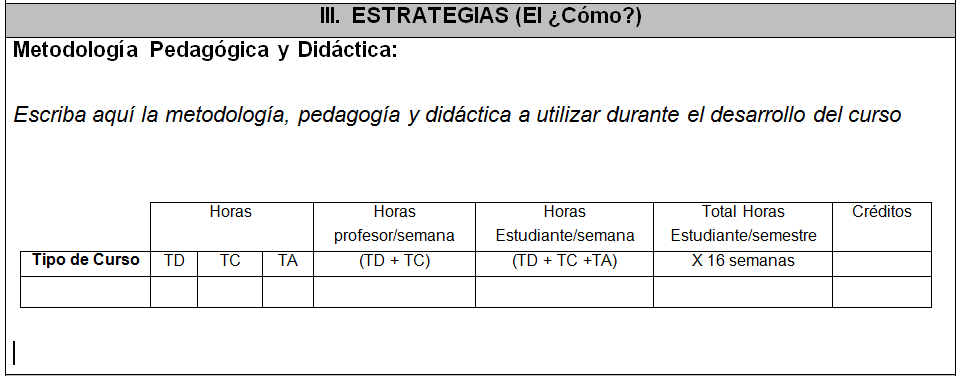 III. ESTRATEGIAS (El ¿Cómo?)
Metodología Pedagógica y Didáctica:
Escriba aquí la metodología, pedagogía y didáctica a utilizar durante el desarrollo del curso
Horas Horas Horas Total Horas Créditos
profesor/semana Estudiante/semana Estudiante/semestre
Tipo de Curso TD TC TA (TD + TC) (TD + TC +TA) X 16 semanas